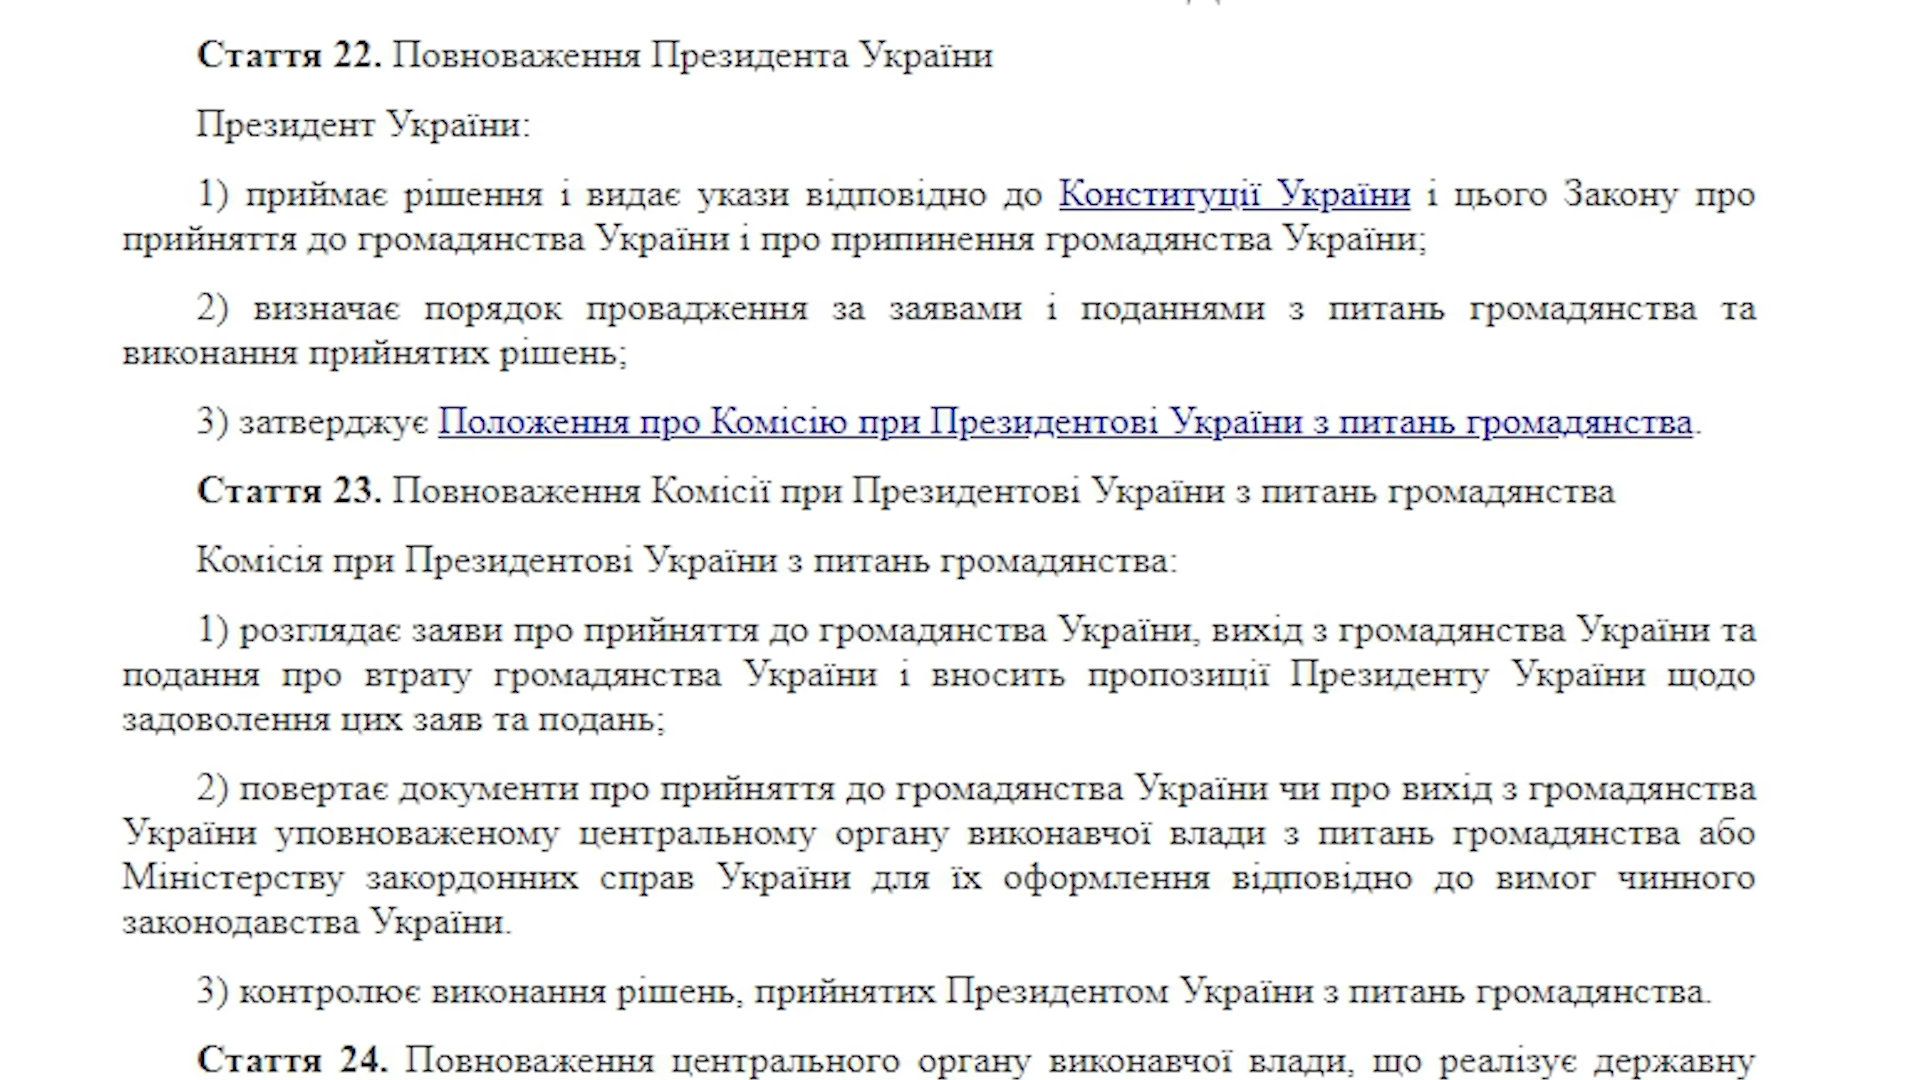 Стаття 22. Повноваження Президента України
Президент України:
1) приймає рішення і видає укази відповідно до Конституції України і цього Закону про
прийняття до громадянства України і про припинення громадянства України;
2) визначає порядок провадження за заявами і поданнями з питань громадянства та
виконання прийнятих рішень;
3) затверджує Положення про Комісію при Президентові України з питань громадянства.
Стаття 23. Повноваження Комісії при Президентові України з питань громадянства
Комісія при Президентові України з питань громадянства:
1) розглядає заяви про прийняття до громадянства України, вихід з громадянства України та
подання про втрату громадянства України і вносить пропозиції Президенту України щодо
задоволення цих заяв та подань;
2) повертає документи про прийняття до громадянства України чи про вихід з громадянства
України уповноваженому центральному органу виконавчої влади з питань громадянства або
Міністерству закордонних справ України для їх оформлення відповідно до вимог чинного
законодавства України.
3) контролює виконання рішень, прийнятих Президентом України з питань громадянства.
Стаття 24. Повноваження центрального органу виконавчої влади, що реалізує державну